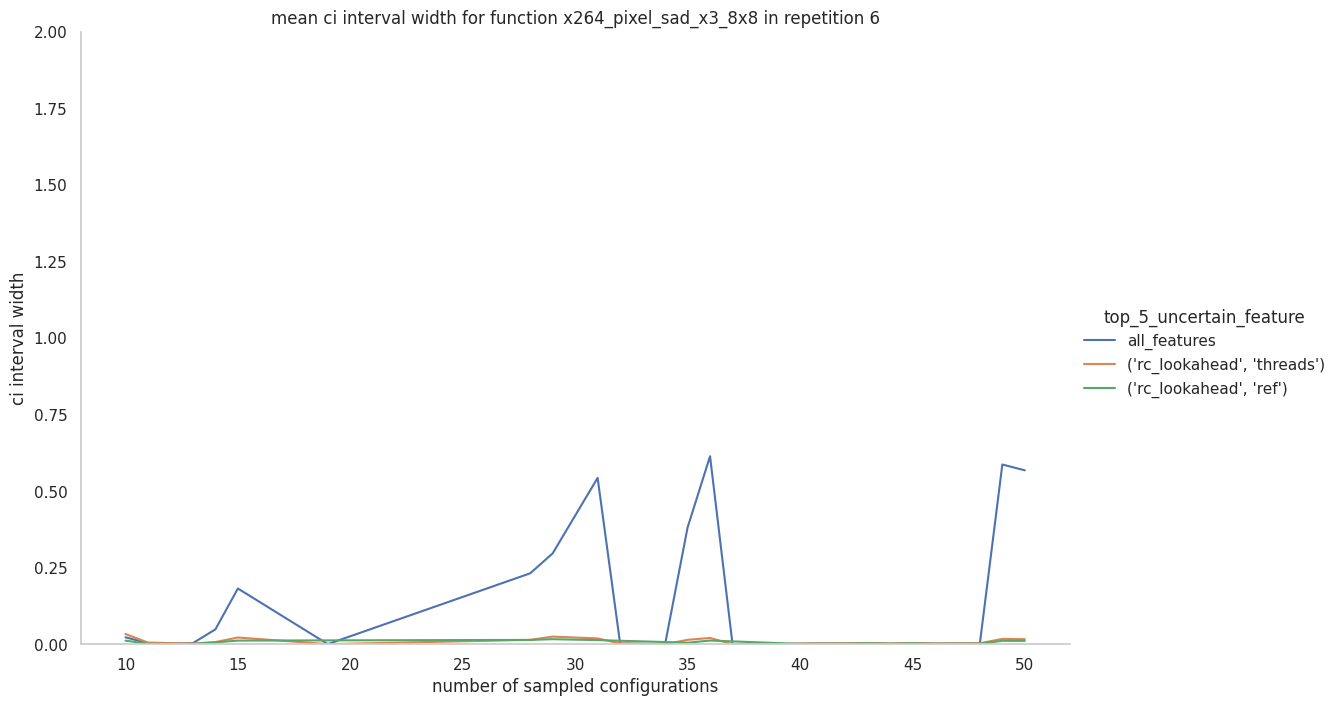 mean ci interval width for function x264_pixel_sad_x3_8x8 in repetition 6
2.00
1.75
1.50
1.25
1.00
0.75
0.50
0.25
0.00
ci interval width
10 15 20 25 30 35 40 45 50
number of sampled configurations
top_5_uncertain_feature
all_features
('rc_lookahead', 'threads')
('rc_lookahead', 'ref')